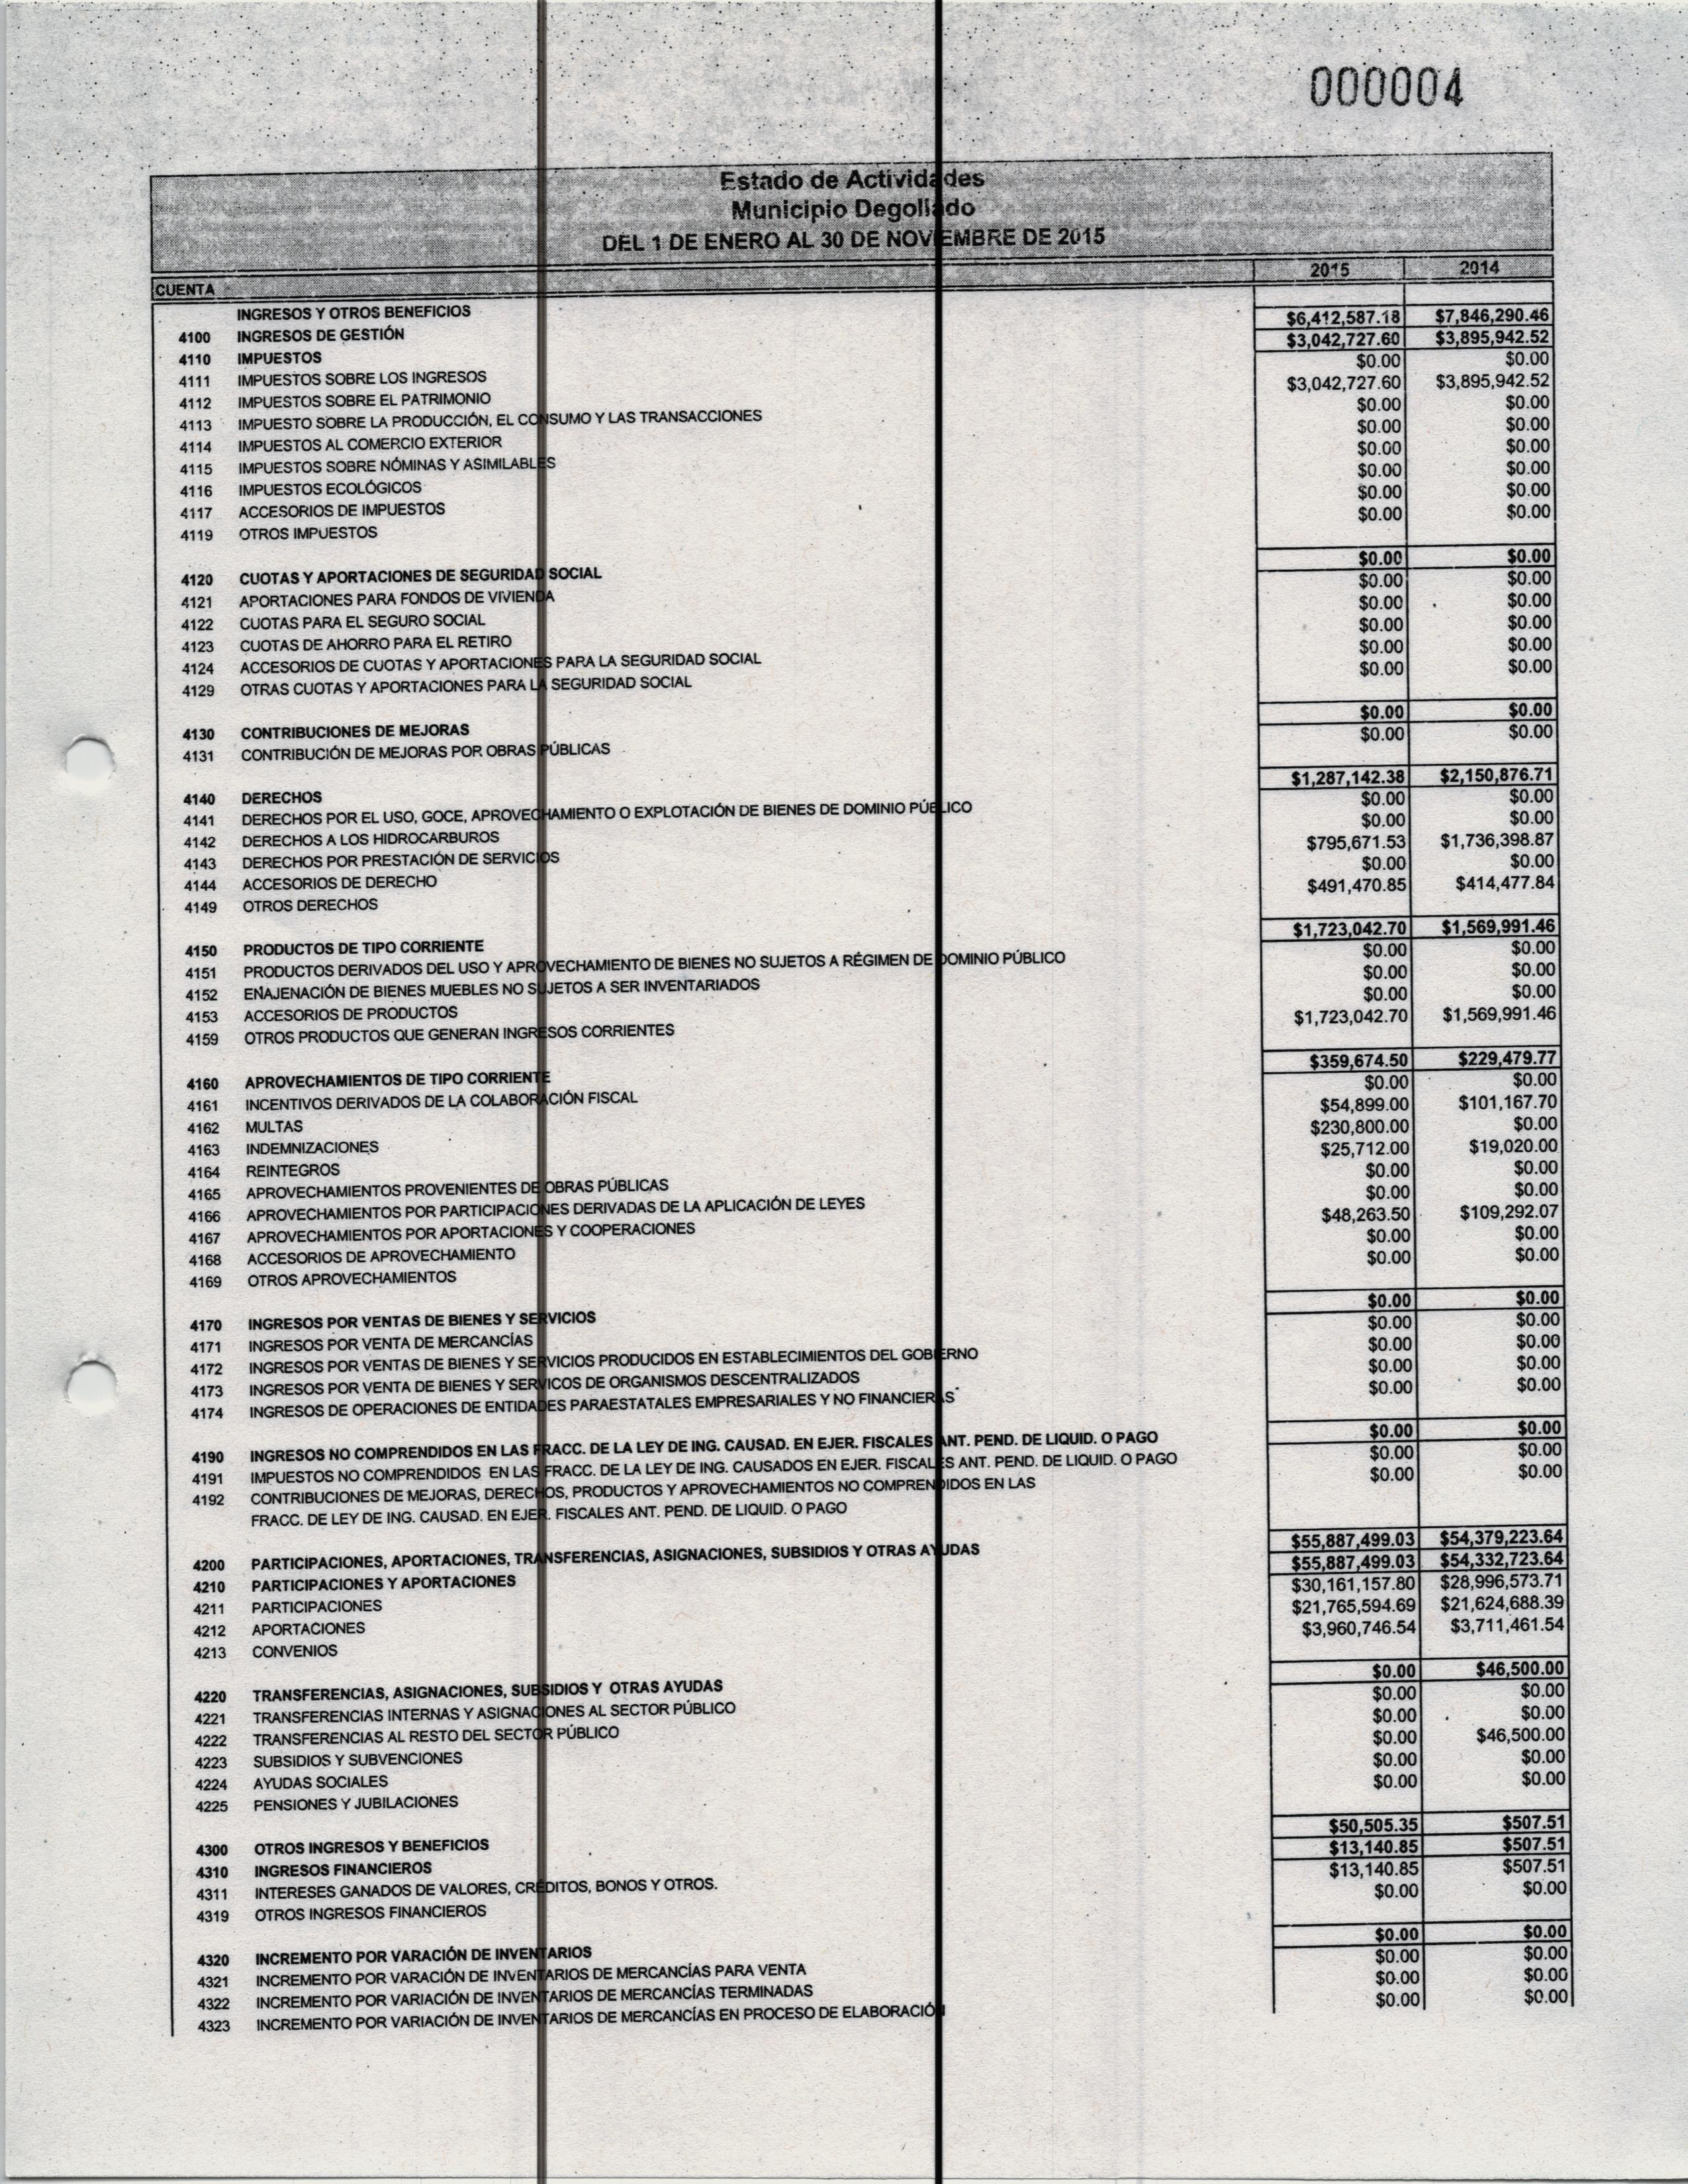 000004
Estado de Actividades
Municipio Degollado
DEL 1 DE ENERO AL 30 DE NOVIEMBRE DE 2015
CUENTA 2015 2014
INGRESOS Y OTROS BENEFICIOS
4100 INGRESOS DE GESTIÓN $6,412,587.18 $7,846,290.46
4110 IMPUESTOS $3,042,727.60 $3,895,942.52
4111 IMPUESTOS SOBRE LOS INGRESOS $0.00 $0.00
4112 IMPUESTOS SOBRE EL PATRIMONIO $3,042,727.60 $3,895,942.52
4113 IMPUESTO SOBRE LA PRODUCCIÓN, EL CONSUMO Y LAS TRANSACCIONES $0.00 $0.00
4114 IMPUESTOS AL COMERCIO EXTERIOR $0.00 $0.00
4115 IMPUESTOS SOBRE NÓMINAS Y ASIMILABLES $0.00 $0.00
4116 IMPUESTOS ECOLÓGICOS $0.00 $0.00
4117 ACCESORIOS DE IMPUESTOS $0.00 $0.00
4119 OTROS IMPUESTOS $0.00 $0.00
4120 CUOTAS Y APORTACIONES DE SEGURIDAD SOCIAL $0.00 $0.00
4121 APORTACIONES PARA FONDOS DE VIVIENDA $0.00 $0.00
4122 CUOTAS PARA EL SEGURO SOCIAL $0.00 $0.00
4123 CUOTAS DE AHORRO PARA EL RETIRO $0.00 $0.00
4124 ACCESORIOS DE CUOTAS Y APORTACIONES PARA LA SEGURIDAD SOCIAL $0.00 $0.00
4129 OTRAS CUOTAS Y APORTACIONES PARA LA SEGURIDAD SOCIAL $0.00 $0.00
4130 CONTRIBUCIONES DE MEJORAS $0.00 $0.00
4131 CONTRIBUCIÓN DE MEJORAS POR OBRAS PÚBLICAS $0.00 $0.00
4140 DERECHOS $1,287,142.38 $2,150,876.71
4141 DERECHOS POR EL USO, GOCE, APROVECHAMIENTO O EXPLOTACIÓN DE BIENES DE DOMINIO PÚBLICO $0.00 $0.00
4142 DERECHOS A LOS HIDROCARBUROS $0.00 $0.00
4143 DERECHOS POR PRESTACIÓN DE SERVICIOS $795,671.53 $1,736,398.87
4144 ACCESORIOS DE DERECHO $0.00 $0.00
4149 OTROS DERECHOS $491,470.85 $414,477.84
4150 PRODUCTOS DE TIPO CORRIENTE $1,723,042.70 $1,569,991.46
4151 PRODUCTOS DERIVADOS DEL USO Y APROVECHAMIENTO DE BIENES NO SUJETOS A RÉGIMEN DE DOMINIO PÚBLICO $0.00 $0.00
4152 ENAJENACIÓN DE BIENES MUEBLES NO SUJETOS A SER INVENTARIADOS $0.00 $0.00
4153 ACCESORIOS DE PRODUCTOS $0.00 $0.00
4159 OTROS PRODUCTOS QUE GENERAN INGRESOS CORRIENTES $1,723,042.70 $1,569,991.46
4160 APROVECHAMIENTOS DE TIPO CORRIENTE $359,674.50 $229,479.77
4161 INCENTIVOS DERIVADOS DE LA COLABORACIÓN FISCAL $0.00 $0.00
4162 MULTAS $54,899.00 $101,167.70
4163 INDEMNIZACIONES $230,800.00 $0.00
4164 REINTEGROS $25,712.00 $19,020.00
4165 APROVECHAMIENTOS PROVENIENTES DE OBRAS PÚBLICAS $0.00 $0.00
4166 APROVECHAMIENTOS POR PARTICIPACIONES DERIVADAS DE LA APLICACIÓN DE LEYES $0.00 $0.00
4167 APROVECHAMIENTOS POR APORTACIONES Y COOPERACIONES $48,263.50 $109,292.07
4168 ACCESORIOS DE APROVECHAMIENTO $0.00 $0.00
4169 OTROS APROVECHAMIENTOS $0.00 $0.00
4170 INGRESOS POR VENTAS DE BIENES Y SERVICIOS $0.00 $0.00
4171 INGRESOS POR VENTA DE MERCANCÍAS $0.00 $0.00
4172 INGRESOS POR VENTAS DE BIENES Y SERVICIOS PRODUCIDOS EN ESTABLECIMIENTOS DEL GOBIERNO $0.00 $0.00
4173 INGRESOS POR VENTA DE BIENES Y SERVICOS DE ORGANISMOS DESCENTRALIZADOS $0.00 $0.00
4174 INGRESOS DE OPERACIONES DE ENTIDADES PARAESTATALES EMPRESARIALES Y NO FINANCIERAS $0.00 $0.00
4190 INGRESOS NO COMPRENDIDOS EN LAS FRACC. DE LA LEY DE ING. CAUSAD. EN EJER. FISCALES ANT. PEND. DE LIQUID. O PAGO $0.00 $0.00
4191 IMPUESTOS NO COMPRENDIDOS EN LAS FRACC. DE LA LEY DE ING. CAUSADOS EN EJER. FISCALES ANT. PEND. DE LIQUID. O PAGO $0.00 $0.00
4192 CONTRIBUCIONES DE MEJORAS, DERECHOS, PRODUCTOS Y APROVECHAMIENTOS NO COMPRENDIDOS EN LAS $0.00 $0.00
FRACC. DE LEY DE ING. CAUSAD. EN EJER. FISCALES ANT. PEND. DE LIQUID. O PAGO
4200 PARTICIPACIONES, APORTACIONES, TRANSFERENCIAS, ASIGNACIONES, SUBSIDIOS Y OTRAS AYUDAS $55,887,499.03 $54,379,223.64
4210 PARTICIPACIONES Y APORTACIONES $55,887,499.03 $54,332,723.64
4211 PARTICIPACIONES $30,161,157.80 $28,996,573.71
4212 APORTACIONES $21,765,594.69 $21,624,688.39
4213 CONVENIOS $3,960,746.54 $3,711,461.54
4220 TRANSFERENCIAS, ASIGNACIONES, SUBSIDIOS Y OTRAS AYUDAS $0.00 $46,500.00
4221 TRANSFERENCIAS INTERNAS Y ASIGNACIONES AL SECTOR PÚBLICO $0.00 $0.00
4222 TRANSFERENCIAS AL RESTO DEL SECTOR PÚBLICO $0.00 $0.00
4223 SUBSIDIOS Y SUBVENCIONES $0.00 $46,500.00
4224 AYUDAS SOCIALES $0.00 $0.00
4225 PENSIONES Y JUBILACIONES $0.00 $0.00
4300 OTROS INGRESOS Y BENEFICIOS $50,505.35 $507.51
4310 INGRESOS FINANCIEROS $13,140.85 $507.51
4311 INTERESES GANADOS DE VALORES, CRÉDITOS, BONOS Y OTROS. $13,140.85 $507.51
4319 OTROS INGRESOS FINANCIEROS $0.00 $0.00
4320 INCREMENTO POR VARACIÓN DE INVENTARIOS $0.00 $0.00
4321 INCREMENTO POR VARACIÓN DE INVENTARIOS DE MERCANCÍAS PARA VENTA $0.00 $0.00
4322 INCREMENTO POR VARIACIÓN DE INVENTARIOS DE MERCANCÍAS TERMINADAS $0.00 $0.00
4323 INCREMENTO POR VARIACIÓN DE INVENTARIOS DE MERCANCÍAS EN PROCESO DE ELABORACIÓN $0.00 $0.00